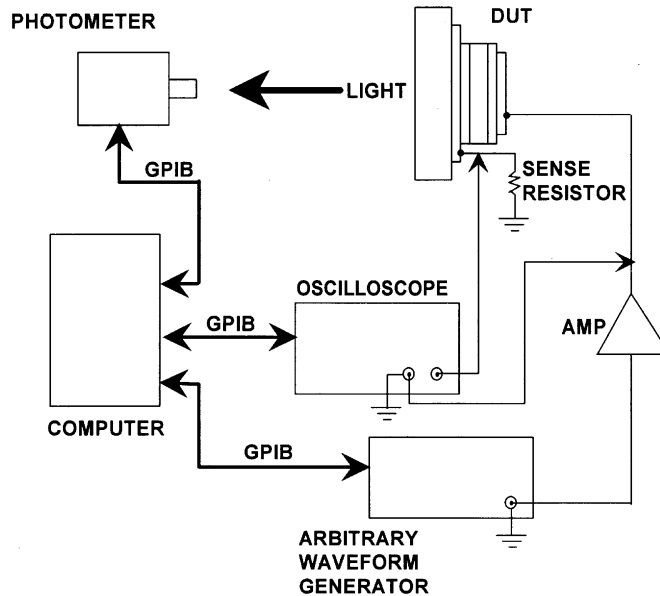 PHOTOMETER
DUT
LIGHT
GPIB
SENSE
RESISTOR
OSCILLOSCOPE
GPIB
AMP
COMPUTER
GPIB
ARBITRARY
WAVEFORM
GENERATOR